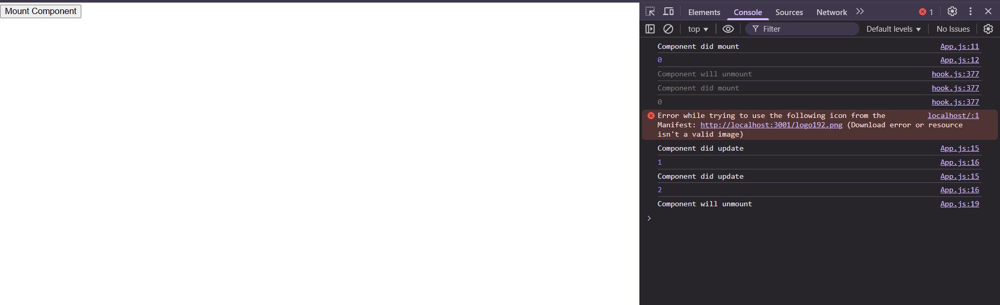 Mount Component
Elements Console Sources Network 1
top Filter Default levels No Issues
Component did mount App.js:11
0 App.js:12
Component will unmount hook.js:377
Component did mount hook.js:377
0 hook.js:377
Error while trying to use the following icon from the localhost/:1
Manifest: http://localhost:3001/logo192.png (Download error or resource
isn't a valid image)
Component did update App.js:15
1 App.js:16
Component did update App.js:15
2 App.js:16
Component will unmount App.js:19